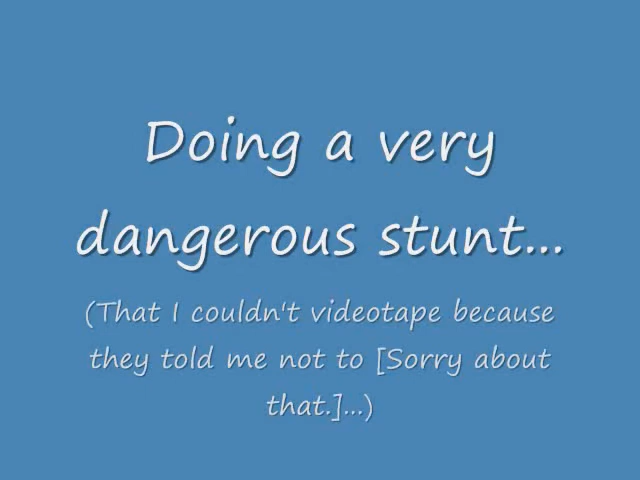 Doing a very
dangerous stunt...
(That I couldn't videotape because
they told me not to [Sorry about
that.]...)